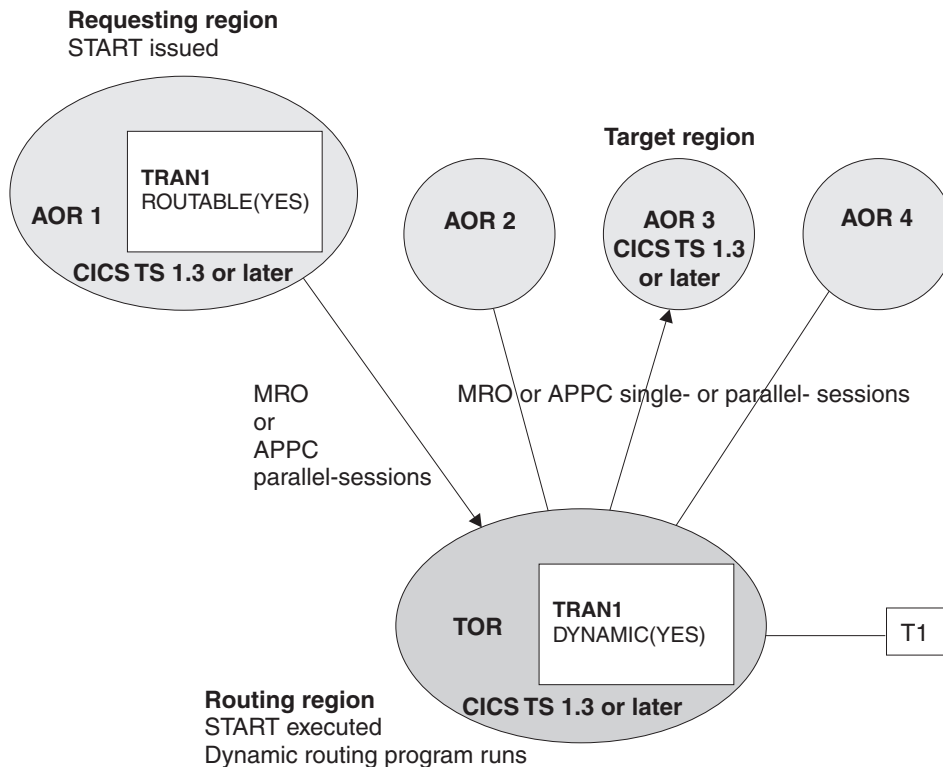 Requesting region
START issued
TRAN1
ROUTABLE(YES)
AOR 1
CICS TS 1.3 or later
AOR 2
Target region
AOR 3
CICS TS 1.3
or later
AOR 4
MRO
or
APPC
parallel-sessions
MRO or APPC single- or parallel- sessions
TOR
TRAN1
DYNAMIC(YES)
CICS TS 1.3 or later
T1
Routing region
START executed
Dynamic routing program runs